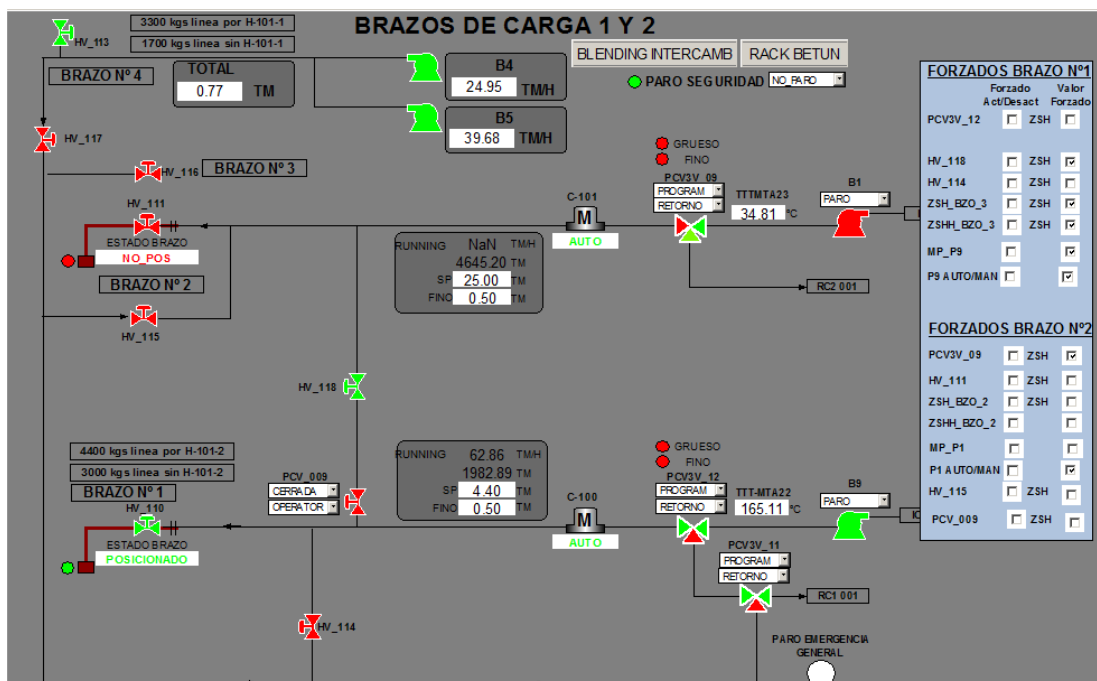 BRAZOS DE CARGA 1 Y 2
3300 kgs linea por H-101-1
1700 kgs linea sin H-101-1
HV_113
BRAZO Nº 4
TOTAL
0.77 TM
B4
24.95 TM/H
B5
39.68 TM/H
BLENDING INTERCAMB
RACK BETUN
PARO SEGURIDAD NO_PARO
HV_117
HV_116
BRAZO Nº 3
HV_111
ESTADO BRAZO
NO_POS
BRAZO Nº 2
HV_115
RUNNING NaN TM/H
4645.20 TM
SP 25.00 TM
FINO 0.50 TM
C-101
M
AUTO
GRUESO
FINO
PCV3V_09
PROGRAM
RETORNO
TTTMTA23
34.81 °C
B1
PARO
RC2 001
HV_118
4400 kgs linea por H-101-2
3000 kgs linea sin H-101-2
BRAZO Nº 1
HV_110
ESTADO BRAZO
POSICIONADO
PCV_009
CERRADA
OPERATOR
RUNNING 62.86 TM/H
1982.89 TM
SP 4.40 TM
FINO 0.50 TM
C-100
M
AUTO
GRUESO
FINO
PCV3V_12
PROGRAM
RETORNO
TTT-MTA22
165.11 °C
B9
PARO
PCV3V_11
PROGRAM
RETORNO
RC1 001
HV_114
PARO EMERGENCIA
GENERAL
FORZADOS BRAZO Nº1
Forzado Valor
Act/Desact Forzado
PCV3V_12 ZSH
HV_118 ZSH
HV_114 ZSH
ZSH_BZO_3 ZSH
ZSHH_BZO_3 ZSH
MP_P9
P9 AUTO/MAN
FORZADOS BRAZO Nº2
PCV3V_09 ZSH
HV_111 ZSH
ZSH_BZO_2 ZSH
ZSHH_BZO_2
MP_P1
P1 AUTO/MAN
HV_115 ZSH
PCV_009 ZSH